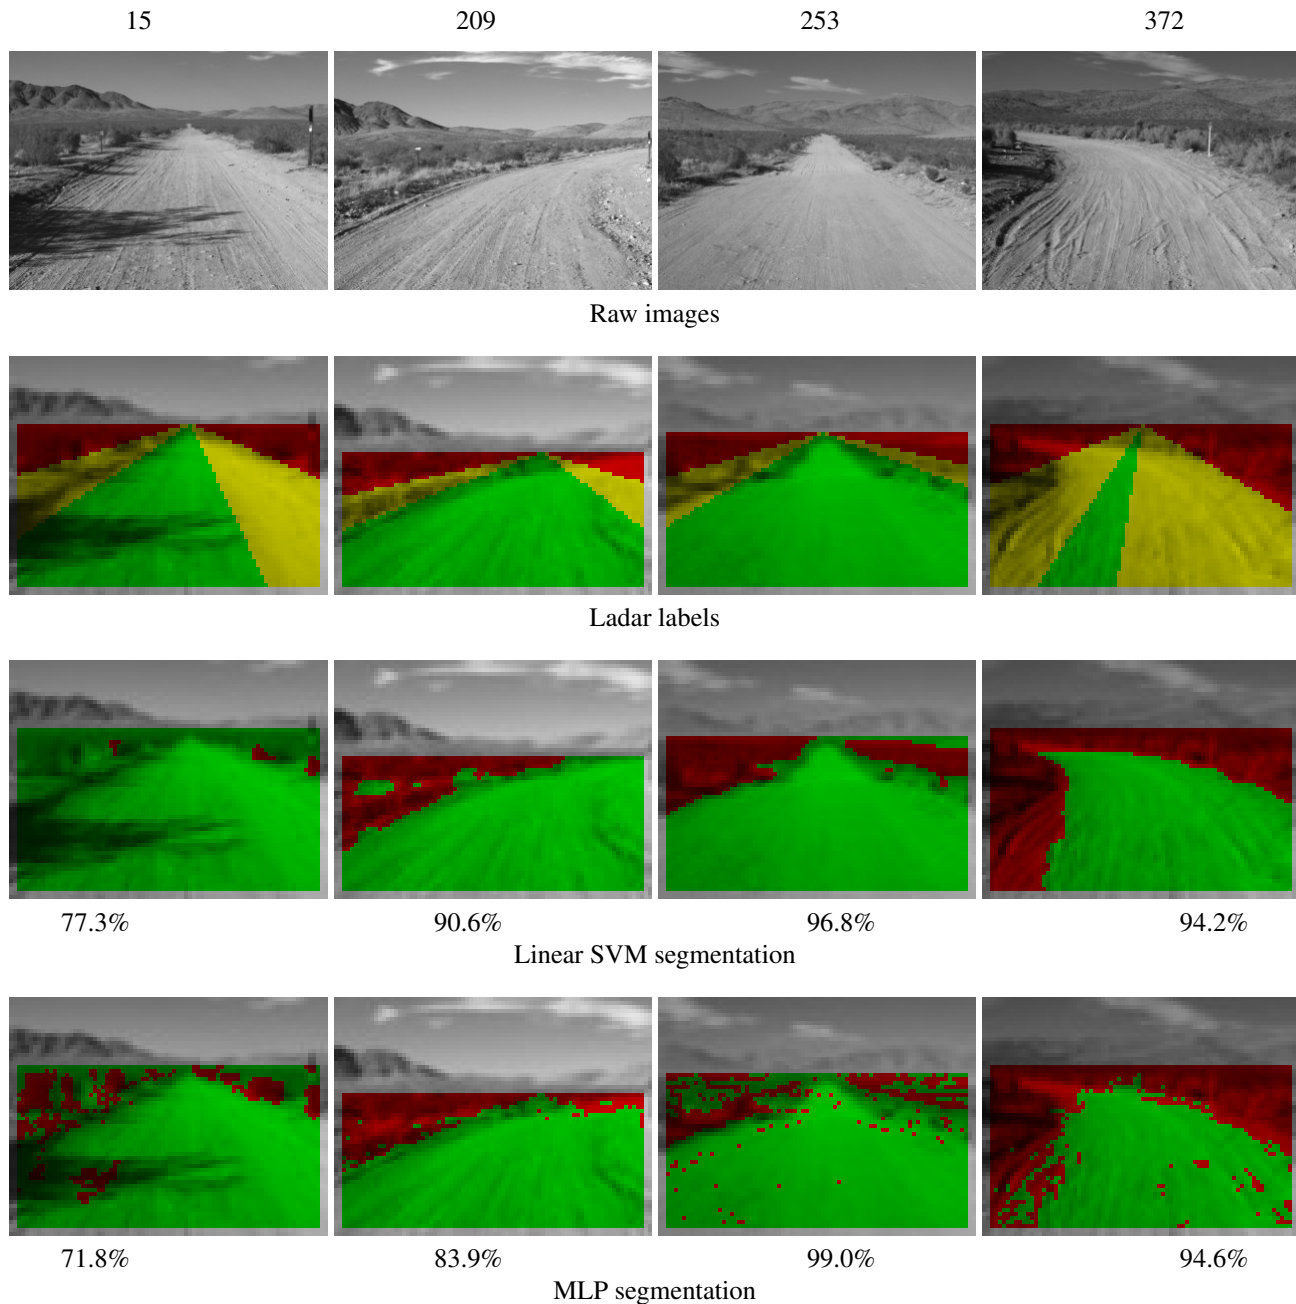 15 209 253 372
Raw images
Ladar labels
77.3% 90.6% 96.8% 94.2%
Linear SVM segmentation
71.8% 83.9% 99.0% 94.6%
MLP segmentation